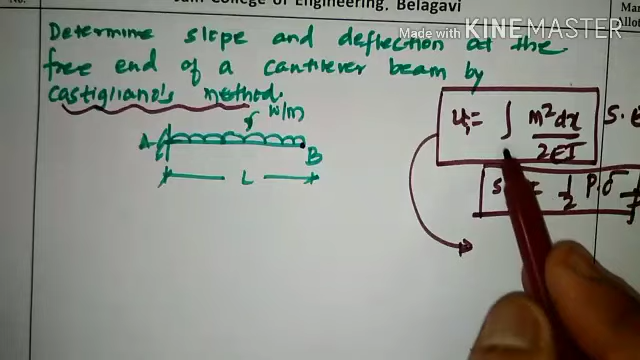 College of Engineering, Belagavi
Made with KINEMASTER
Determine slope and deflection at the
free end of a cantilever beam by
Castigliano's method.
w/m
A
B
L
U = ∫ M²dx / 2EI
S.E
½ P.δ